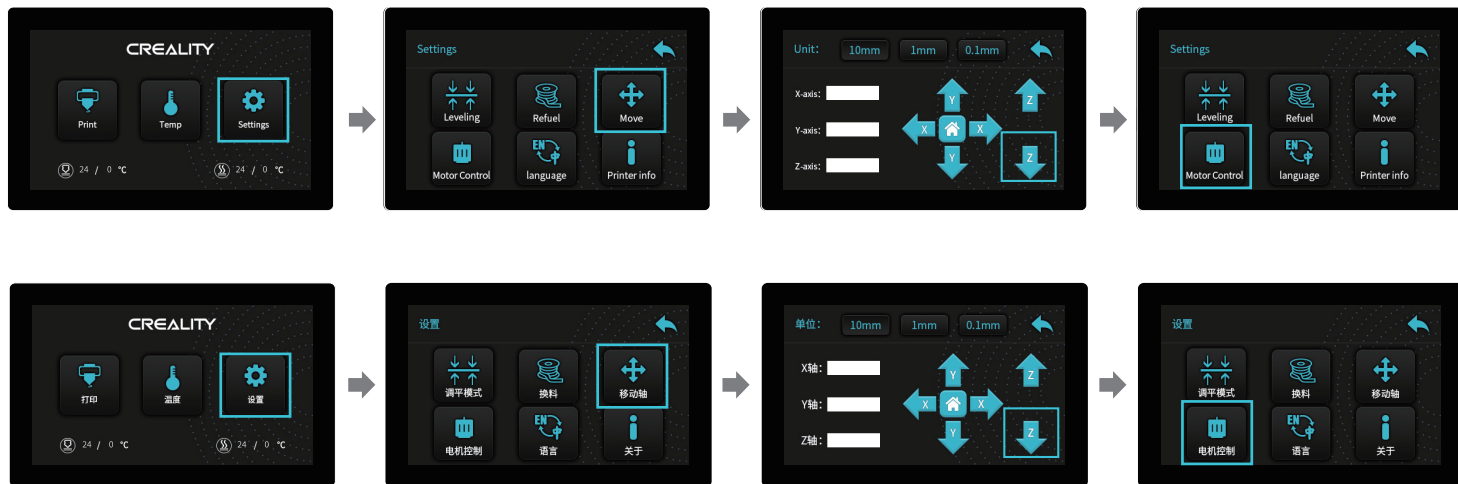 CREALITY
Print Temp Settings
24 / 0 °C 24 / 0 °C
Settings
Leveling Refuel Move
Motor Control language Printer info
Unit: 10mm 1mm 0.1mm
X-axis:
Y-axis:
Z-axis:
Y Z
X X
Y Z
Settings
Leveling Refuel Move
Motor Control language Printer info
CREALITY
打印 温度 设置
24 / 0 °C 24 / 0 °C
设置
调平模式 换料 移动轴
电机控制 语言 关于
单位: 10mm 1mm 0.1mm
X轴:
Y轴:
Z轴:
Y Z
X X
Y Z
设置
调平模式 换料 移动轴
电机控制 语言 关于